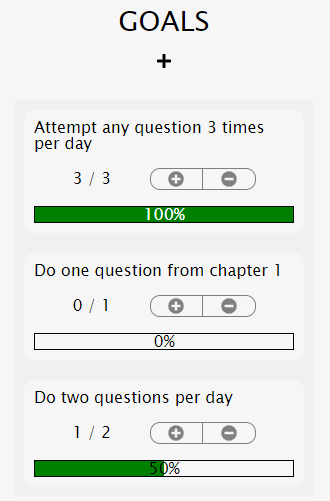 GOALS
+
Attempt any question 3 times
per day
3 / 3
100%
Do one question from chapter 1
0 / 1
0%
Do two questions per day
1 / 2
50%